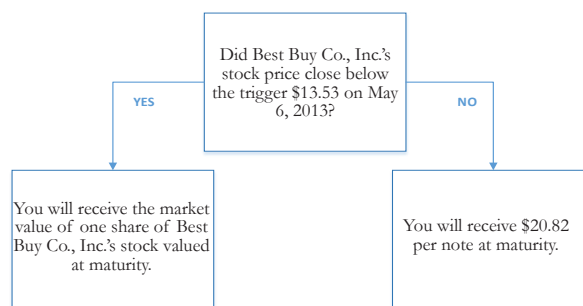 Did Best Buy Co., Inc.'s
stock price close below
the trigger $13.53 on May
6, 2013?
YES
NO
You will receive the market
value of one share of Best
Buy Co., Inc.'s stock valued
at maturity.
You will receive $20.82
per note at maturity.